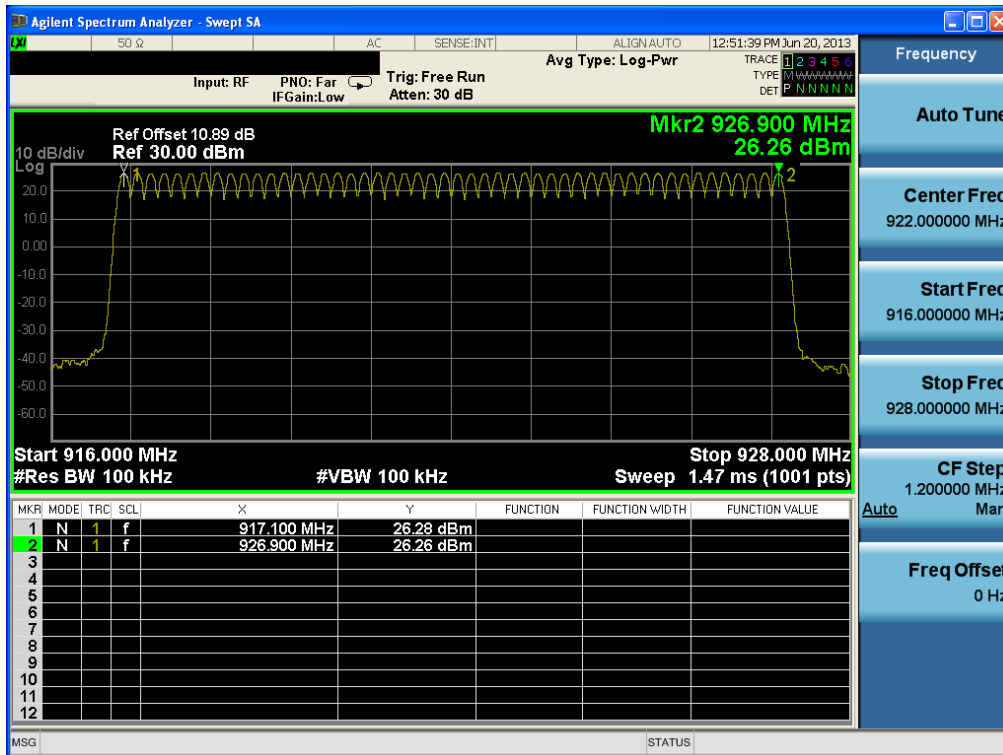 Agilent Spectrum Analyzer - Swept SA
LXI 50 Ω AC SENSE:INT ALIGN AUTO 12:51:39 PM Jun 20, 2013
Avg Type: Log-Pwr TRACE 1 2 3 4 5 6
Input: RF PNO: Far Trig: Free Run TYPE M
IFGain:Low Atten: 30 dB DET P N N N N N
Mkr2 926.900 MHz
26.26 dBm
Ref Offset 10.89 dB
10 dB/div Ref 30.00 dBm
Log
1 2
20.0
10.0
0.00
-10.0
-20.0
-30.0
-40.0
-50.0
-60.0
Start 916.000 MHz Stop 928.000 MHz
#Res BW 100 kHz #VBW 100 kHz Sweep 1.47 ms (1001 pts)
MKR MODE TRC SCL X Y FUNCTION FUNCTION WIDTH FUNCTION VALUE
1 N 1 f 917.100 MHz 26.28 dBm
2 N 1 f 926.900 MHz 26.26 dBm
3
4
5
6
7
8
9
10
11
12
MSG STATUS
Frequency
Auto Tune
Center Freq
922.000000 MHz
Start Freq
916.000000 MHz
Stop Freq
928.000000 MHz
CF Step
1.200000 MHz
Auto Man
Freq Offset
0 Hz